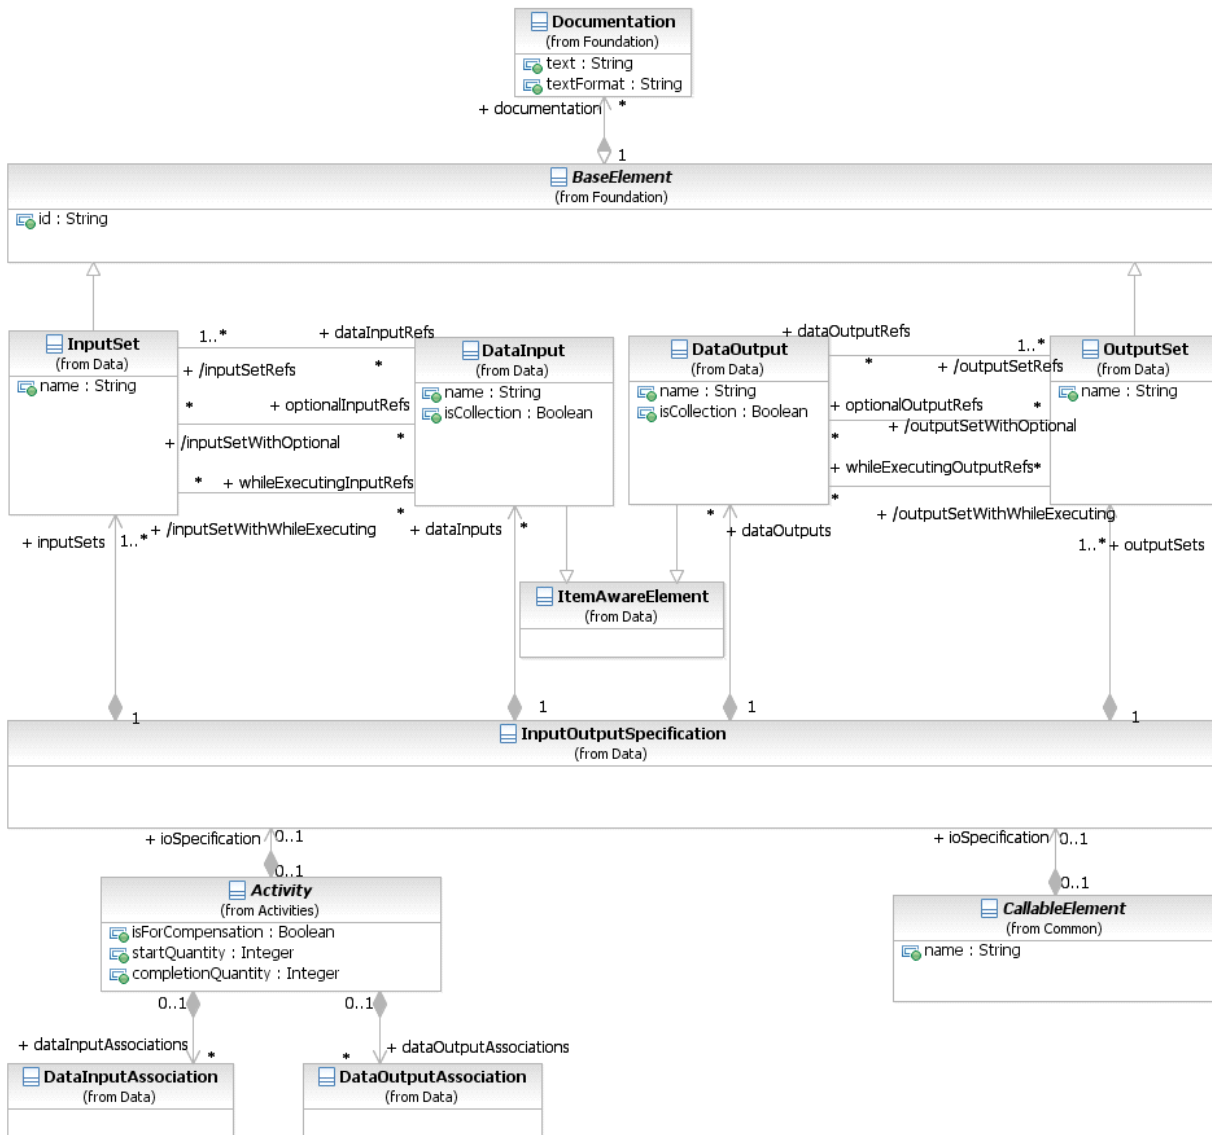 Documentation
(from Foundation)
text : String
textFormat : String
+ documentation
*
1
BaseElement
(from Foundation)
id : String
InputSet
(from Data)
name : String
1..*
+ dataInputRefs
+ /inputSetRefs
*
*
+ optionalInputRefs
+ /inputSetWithOptional
*
*
+ whileExecutingInputRefs
+ /inputSetWithWhileExecuting
*
DataInput
(from Data)
name : String
isCollection : Boolean
DataOutput
(from Data)
name : String
isCollection : Boolean
+ dataOutputRefs
1..*
*
+ /outputSetRefs
+ optionalOutputRefs
*
+ /outputSetWithOptional
*
+ whileExecutingOutputRefs
*
*
+ /outputSetWithWhileExecuting
OutputSet
(from Data)
name : String
+ inputSets
1..*
+ dataInputs
*
*
+ dataOutputs
1..*
+ outputSets
ItemAwareElement
(from Data)
1
1
1
1
InputOutputSpecification
(from Data)
+ ioSpecification
0..1
0..1
+ ioSpecification
0..1
0..1
Activity
(from Activities)
isForCompensation : Boolean
startQuantity : Integer
completionQuantity : Integer
CallableElement
(from Common)
name : String
0..1
0..1
+ dataInputAssociations
*
*
+ dataOutputAssociations
DataInputAssociation
(from Data)
DataOutputAssociation
(from Data)